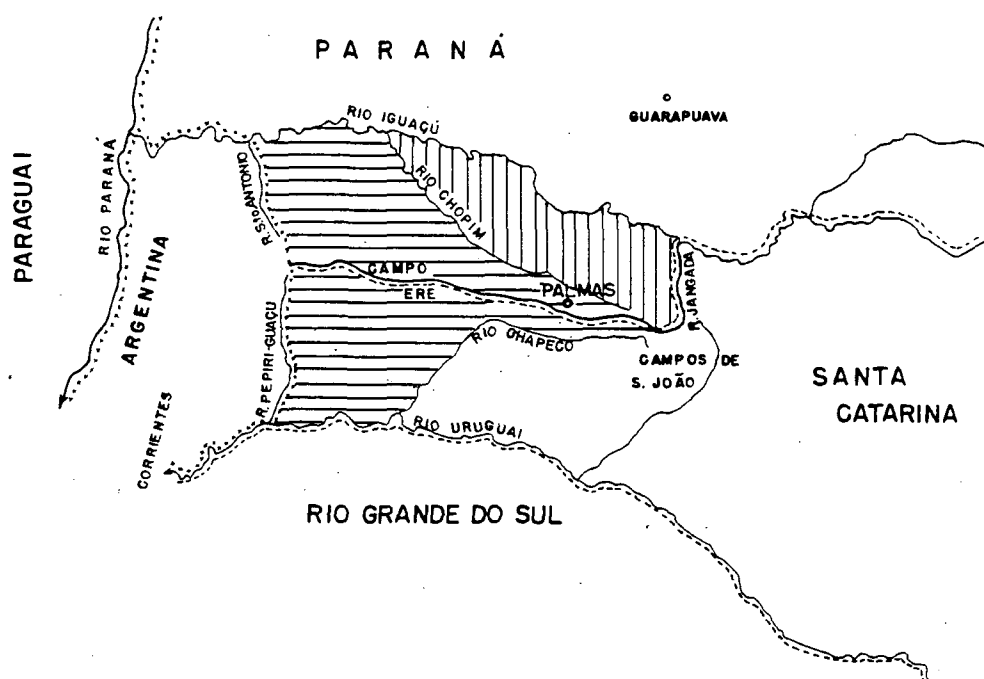 PARANÁ
GUARAPUAVA
RIO IGUAÇÚ
PARAGUAI
RIO PARANÁ
R. Sto ANTONIO
RIO CHOPIM
ARGENTINA
CAMPO
ERE
PALMAS
R. JANGADA
R. PEPIRI-GUAÇU
RIO CHAPECÓ
CAMPOS DE
S. JOÃO
SANTA
CATARINA
CORRIENTES
RIO URUGUAI
RIO GRANDE DO SUL